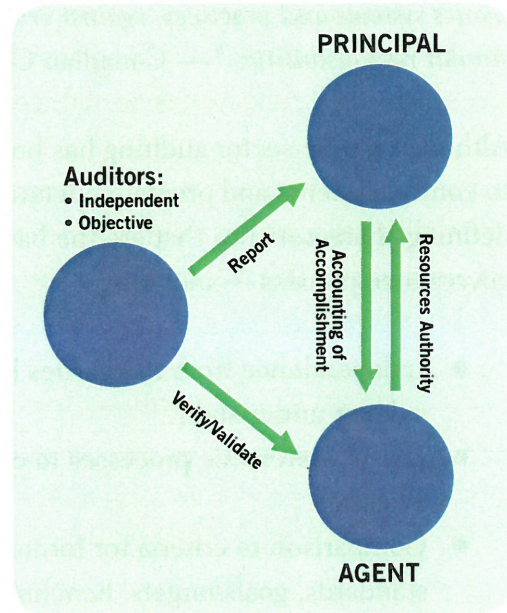 PRINCIPAL
Auditors:
• Independent
• Objective
Report
Accounting of
Accomplishment
Resources Authority
Verify/Validate
AGENT